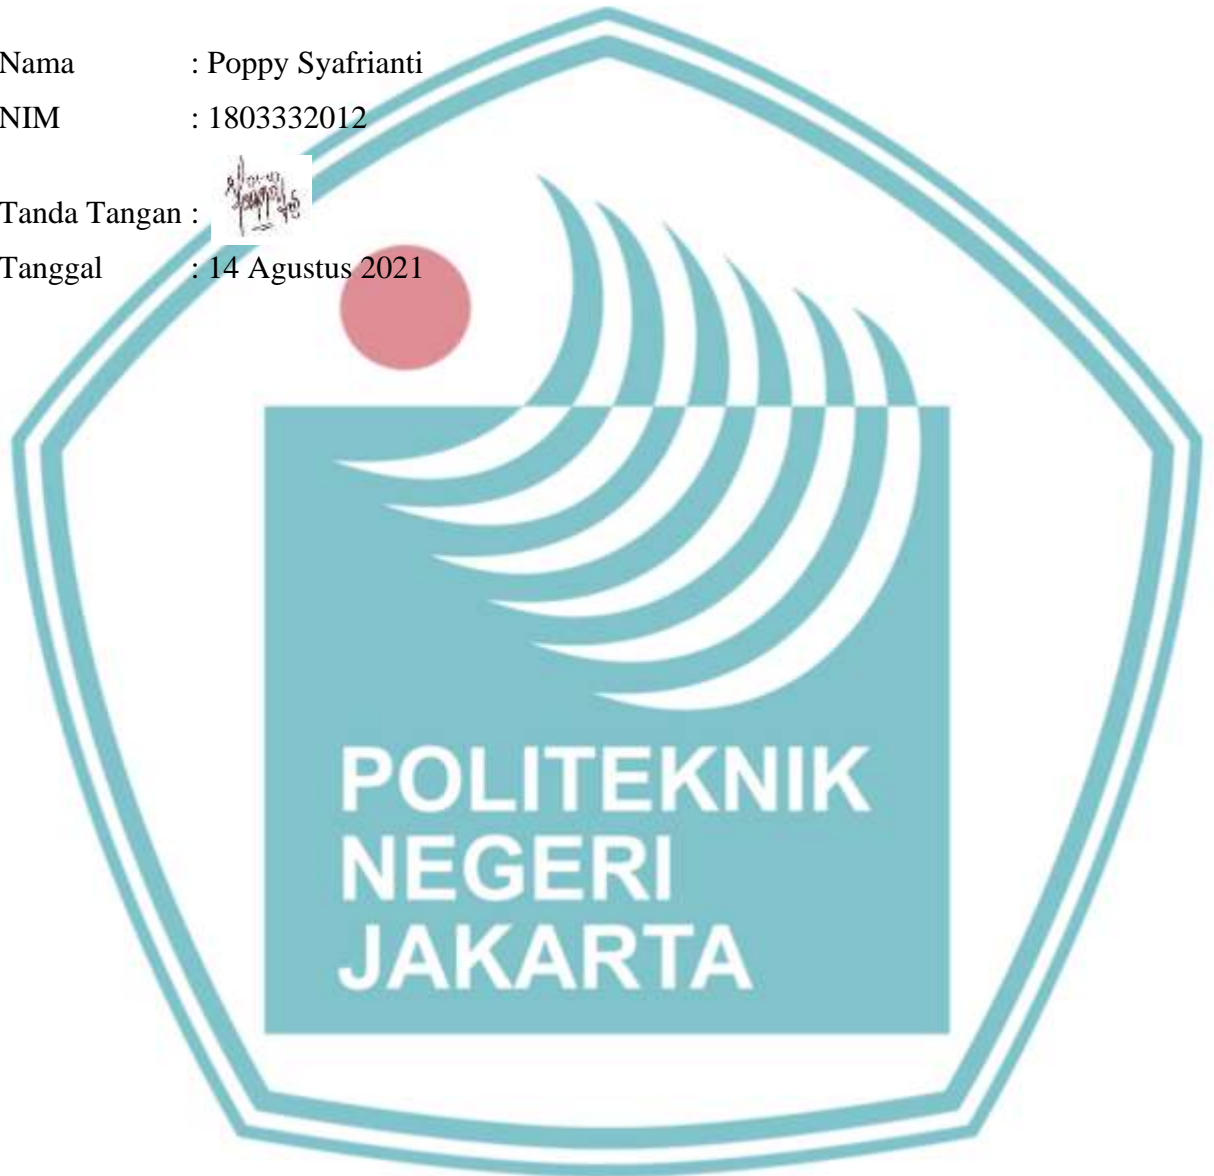 Nama : Poppy Syafrianti
NIM : 1803332012
Tanda Tangan :
Tanggal : 14 Agustus 2021
POLITEKNIK
NEGERI
JAKARTA